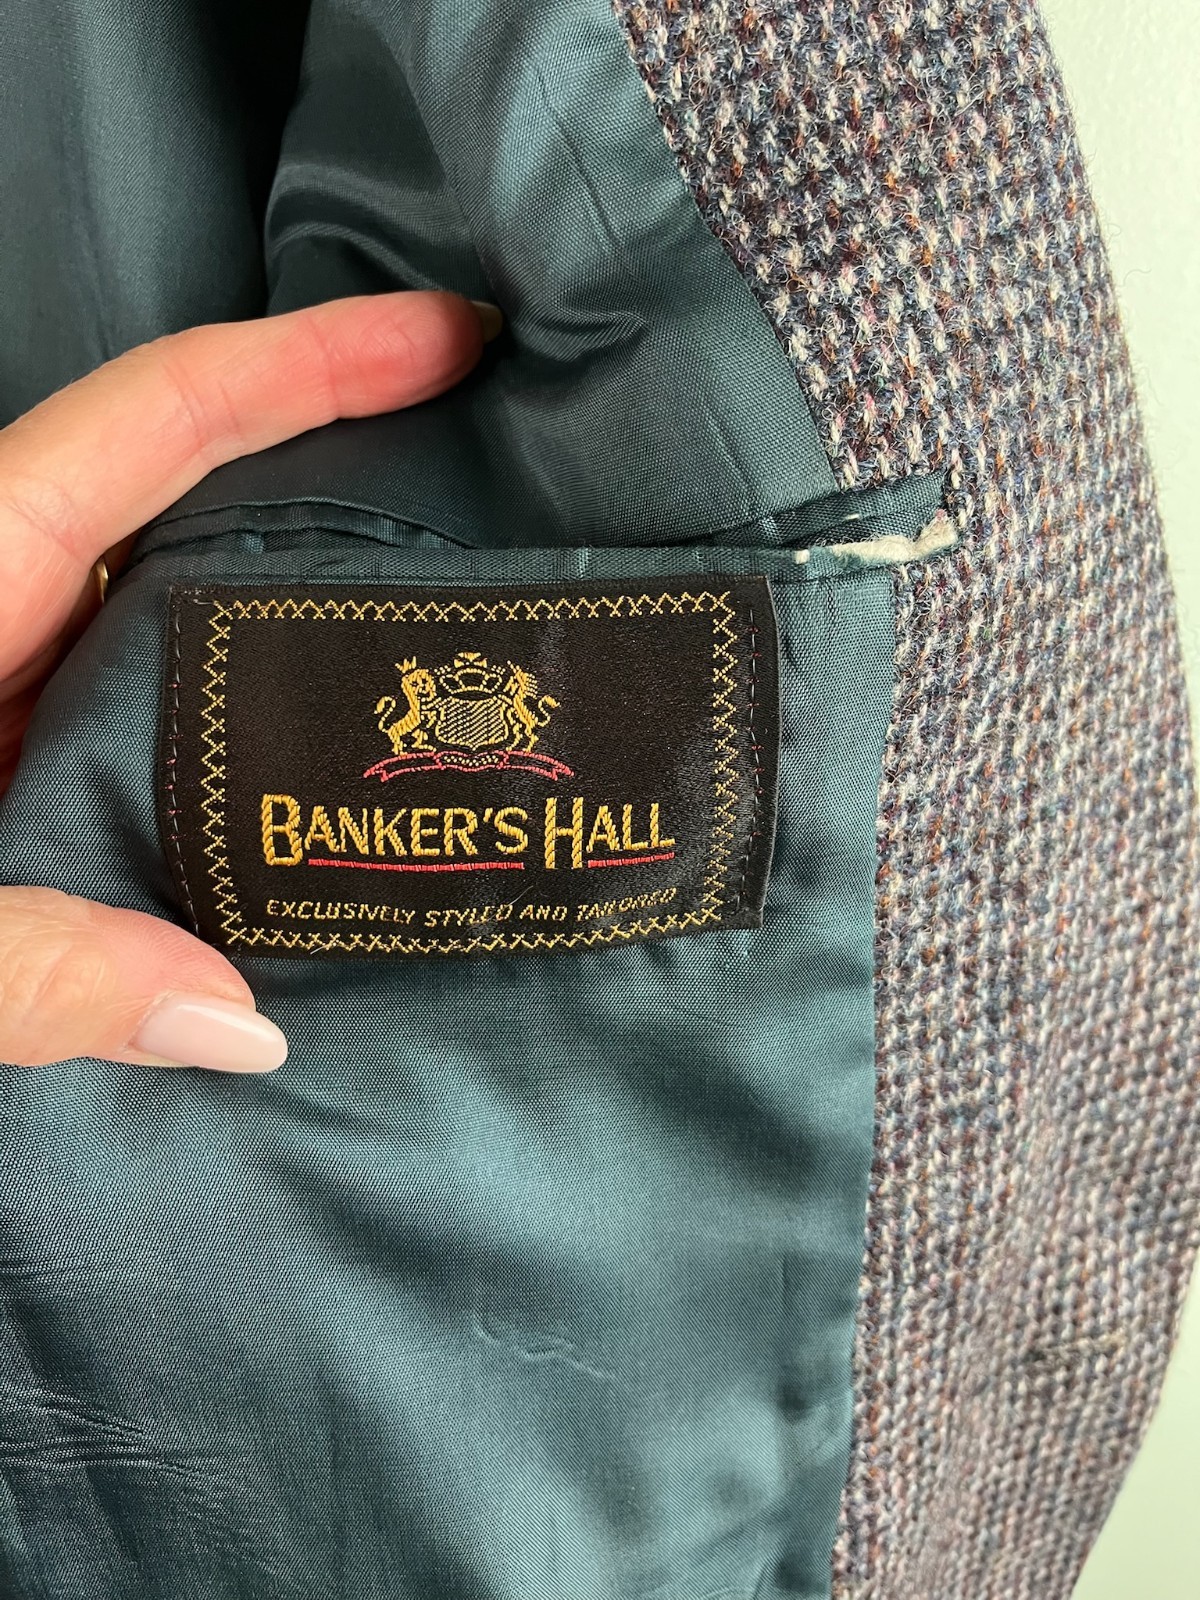 BANKER'S HALL
EXCLUSIVELY STYLED AND TAILORED